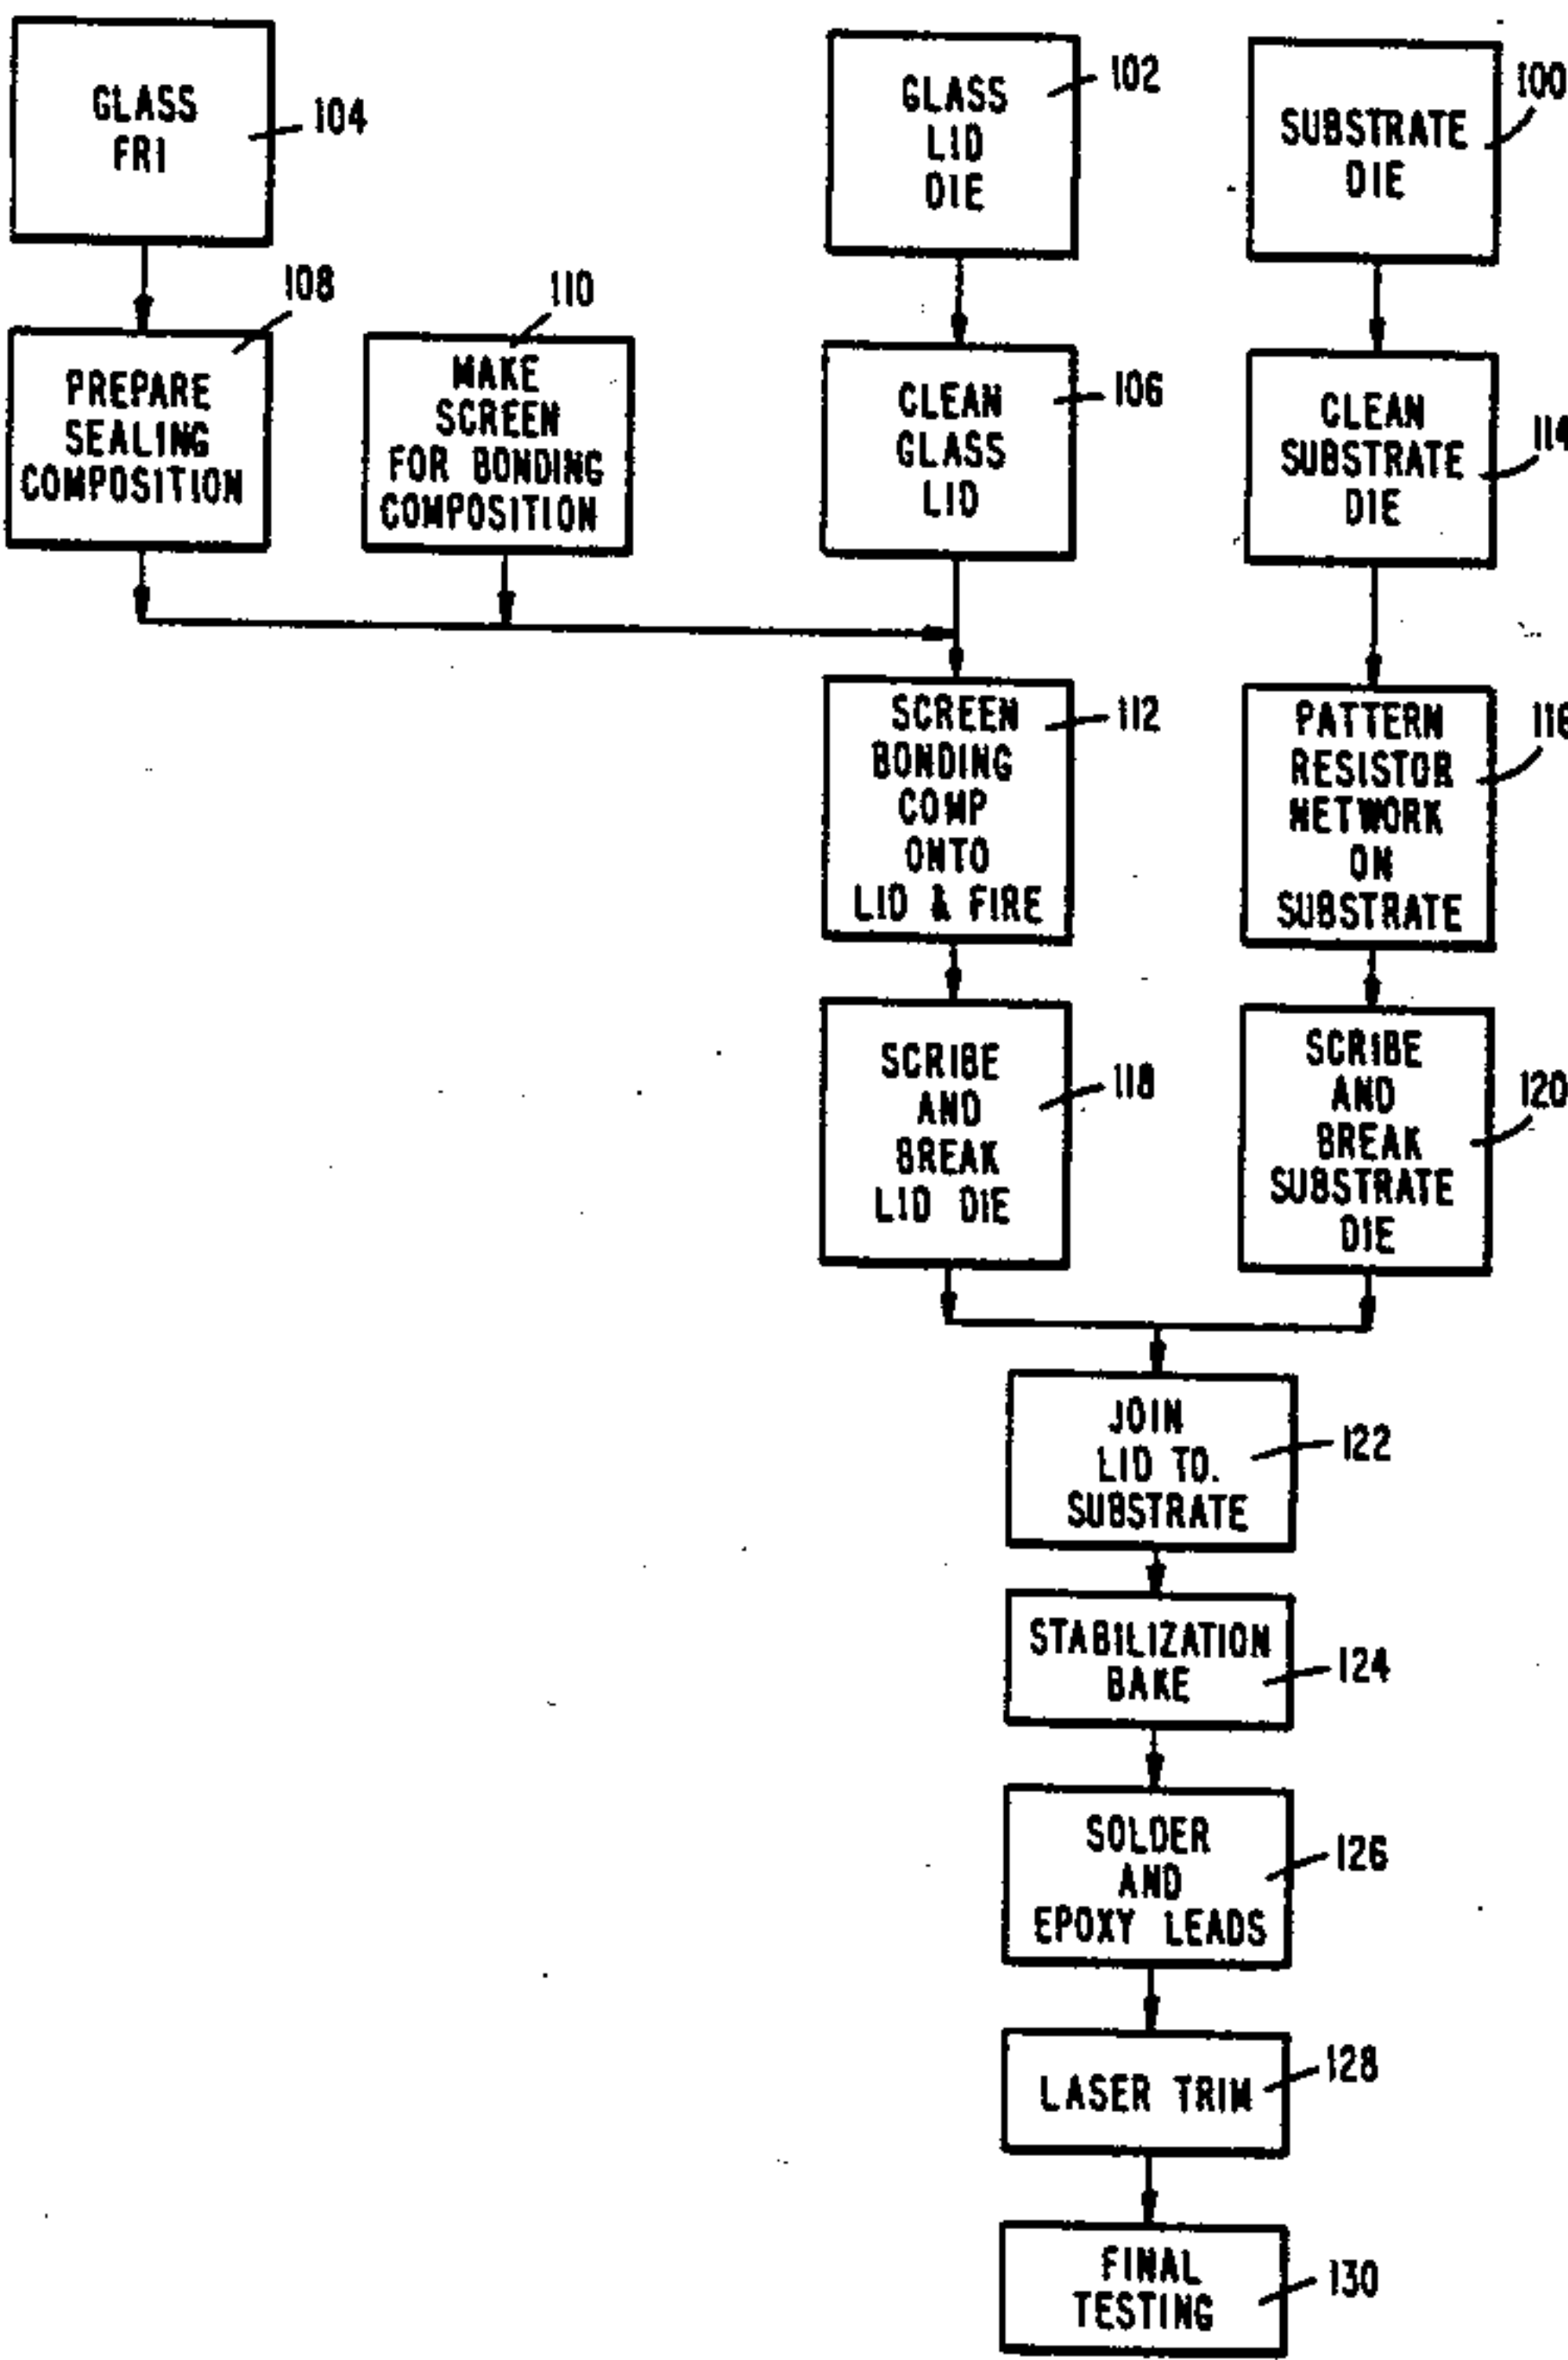 GLASS
FRI
104
GLASS
LID
DIE
102
SUBSTRATE
DIE
100
108
PREPARE
SEALING
COMPOSITION
110
MAKE
SCREEN
FOR BONDING
COMPOSITION
CLEAN
GLASS
LID
106
CLEAN
SUBSTRATE
DIE
114
SCREEN
BONDING
COMP
ONTO
LID & FIRE
112
PATTERN
RESISTOR
NETWORK
ON
SUBSTRATE
SCRIBE
AND
BREAK
LID DIE
118
SCRIBE
AND
BREAK
SUBSTRATE
DIE
120
JOIN
LID TO.
SUBSTRATE
122
STABILIZATION
BAKE
124
SOLDER
AND
EPOXY LEADS
126
LASER TRIM
128
FINAL
TESTING
130